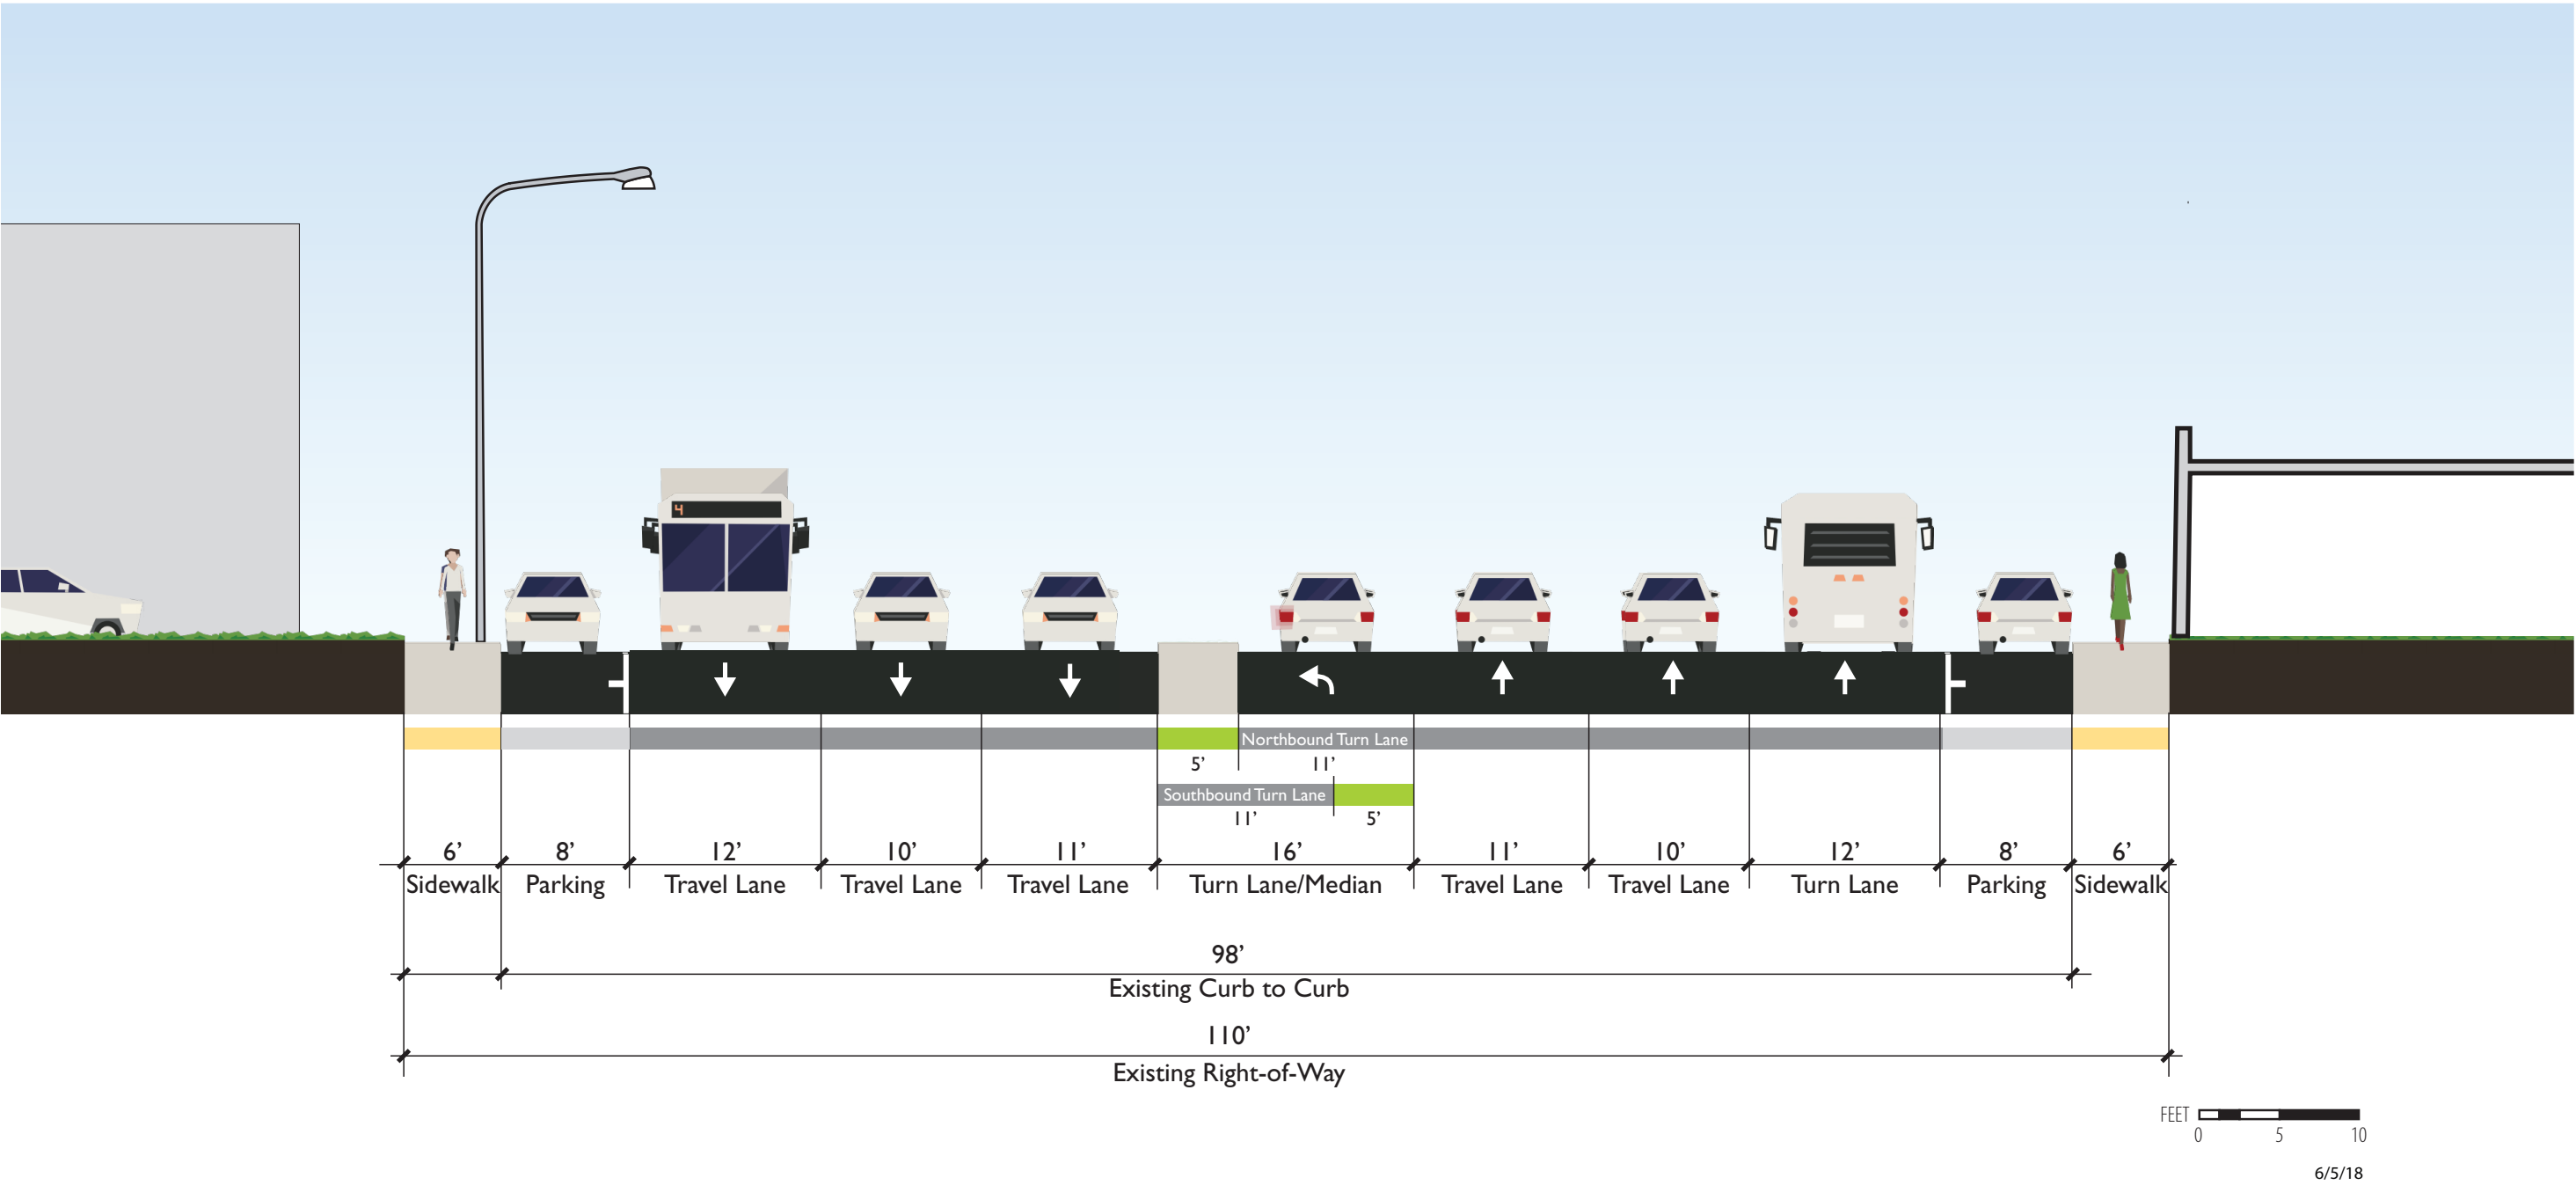 4
Northbound Turn Lane
5’ 11’
Southbound Turn Lane
11’ 5’
6’ 8’ 12’ 10’ 11’ 16’ 11’ 10’ 12’ 8’ 6’
Sidewalk Parking Travel Lane Travel Lane Travel Lane Turn Lane/Median Travel Lane Travel Lane Turn Lane Parking Sidewalk
98’
Existing Curb to Curb
110’
Existing Right-of-Way
FEET
0 5 10
6/5/18